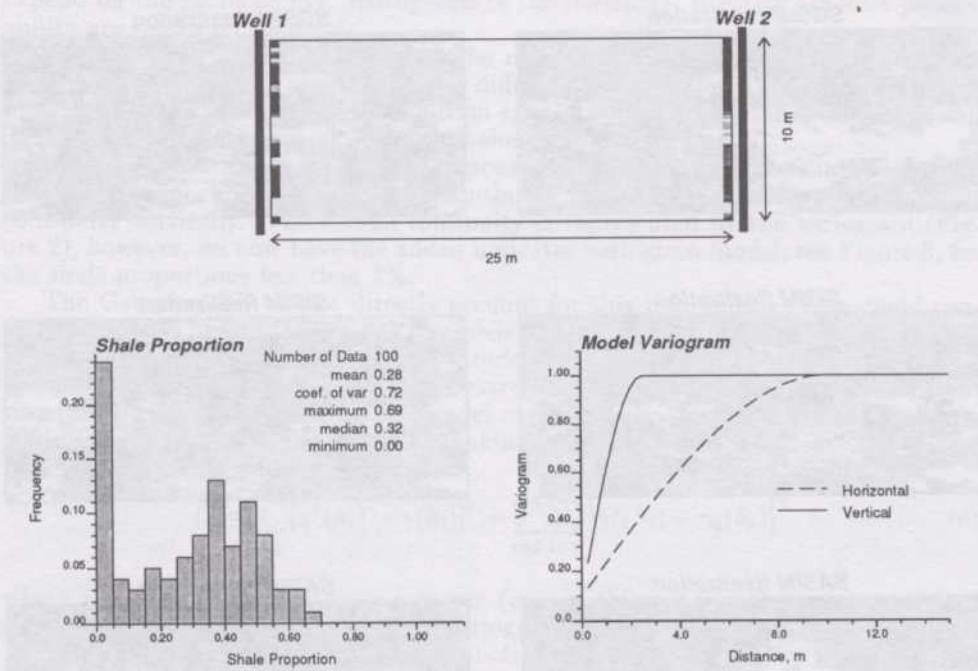 Well 1
Well 2
10 m
25 m
Shale Proportion
Number of Data 100
mean 0.28
coef. of var 0.72
maximum 0.69
median 0.32
minimum 0.00
Frequency
0.20
0.15
0.10
0.05
0.00
0.0 0.20 0.40 0.60 0.80 1.00
Shale Proportion
Model Variogram
Variogram
1.00
0.80
0.60
0.40
0.20
0.0
Horizontal
Vertical
0.0 4.0 8.0 12.0
Distance, m